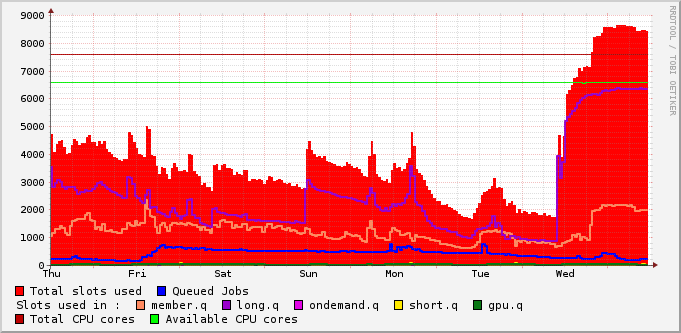 9000
8000
7000
6000
5000
4000
3000
2000
1000
0
Thu Fri Sat Sun Mon Tue Wed
RRDTOOL / TOBI OETIKER
Total slots used Queued Jobs
Slots used in : member.q long.q ondemand.q short.q gpu.q
Total CPU cores Available CPU cores